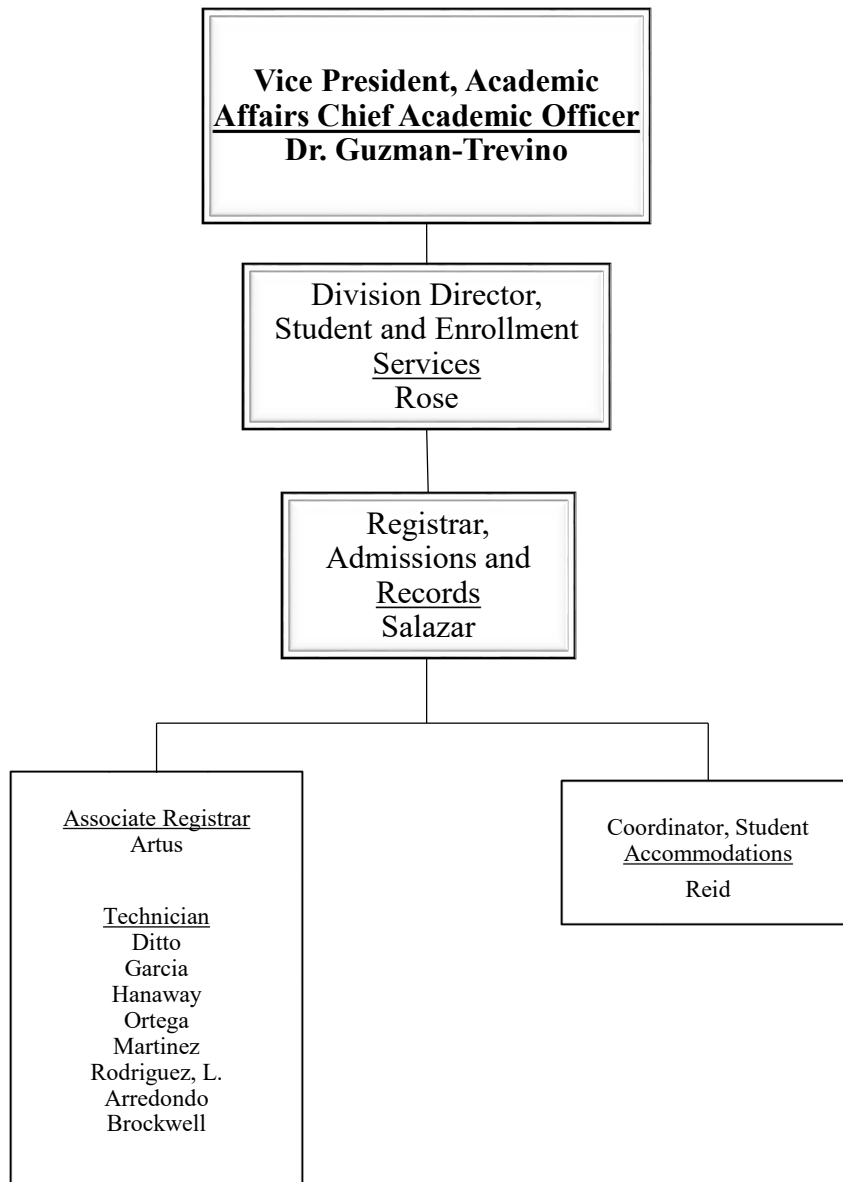 Vice President, Academic
Affairs Chief Academic Officer
Dr. Guzman-Trevino
Division Director,
Student and Enrollment
Services
Rose
Registrar,
Admissions and
Records
Salazar
Associate Registrar
Artus
Technician
Ditto
Garcia
Hanaway
Ortega
Martinez
Rodriguez, L.
Arredondo
Brockwell
Coordinator, Student
Accommodations
Reid